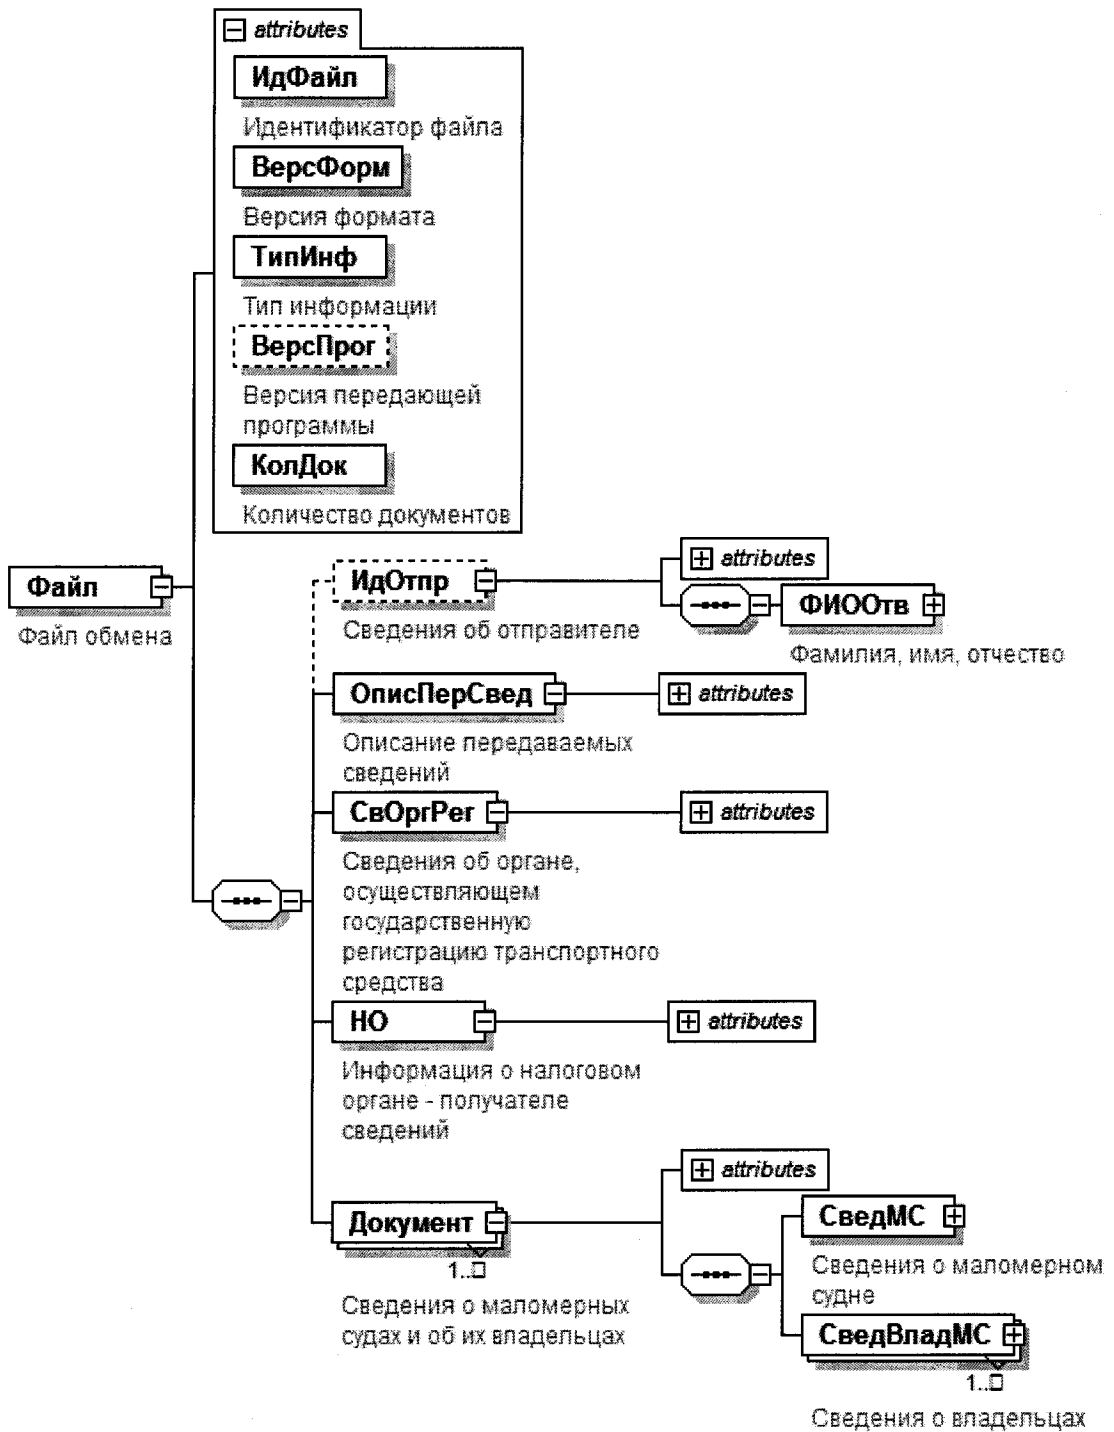 attributes
ИдФайл
Идентификатор файла
ВерсФорм
Версия формата
ТипИнф
Тип информации
ВерсПрог
Версия передающей
программы
КолДок
Количество документов
Файл
Файл обмена
ИдОтпр
Сведения об отправителе
attributes
ФИООтв
Фамилия, имя, отчество
ОписПерСвед
attributes
Описание передаваемых
сведений
СвОргРег
attributes
Сведения об органе,
осуществляющем
государственную
регистрацию транспортного
средства
НО
attributes
Информация о налоговом
органе - получателе
сведений
Документ
1..□
Сведения о маломерных
судах и об их владельцах
attributes
СведМС
Сведения о маломерном
судне
СведВладМС
1..□
Сведения о владельцах